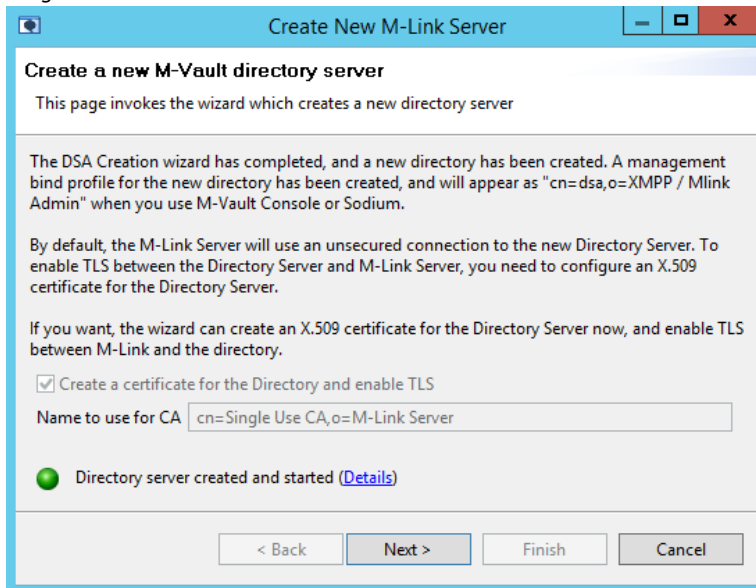 Create New M-Link Server
Create a new M-Vault directory server
This page invokes the wizard which creates a new directory server
The DSA Creation wizard has completed, and a new directory has been created. A management
bind profile for the new directory has been created, and will appear as "cn=dsa,o=XMPP / Mlink
Admin" when you use M-Vault Console or Sodium.
By default, the M-Link Server will use an unsecured connection to the new Directory Server. To
enable TLS between the Directory Server and M-Link Server, you need to configure an X.509
certificate for the Directory Server.
If you want, the wizard can create an X.509 certificate for the Directory Server now, and enable TLS
between M-Link and the directory.
Create a certificate for the Directory and enable TLS
Name to use for CA cn=Single Use CA,o=M-Link Server
Directory server created and started (Details)
< Back Next > Finish Cancel